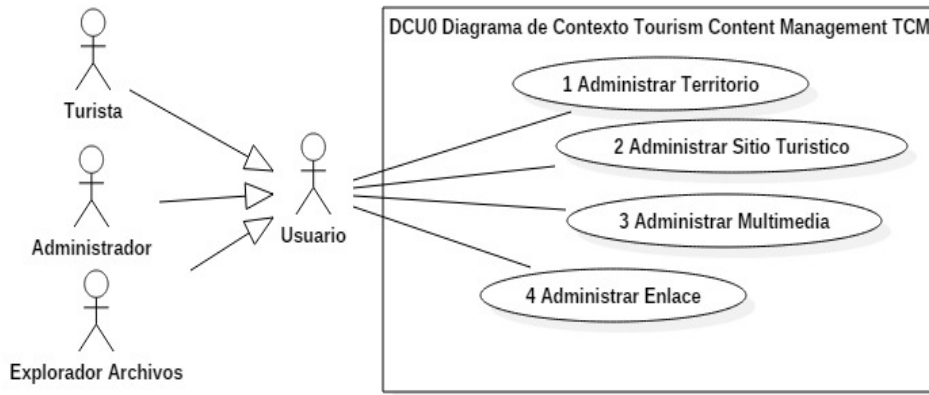 DCU0 Diagrama de Contexto Tourism Content Management TCM
Turista
Administrador
Explorador Archivos
Usuario
1 Administrar Territorio
2 Administrar Sitio Turistico
3 Administrar Multimedia
4 Administrar Enlace